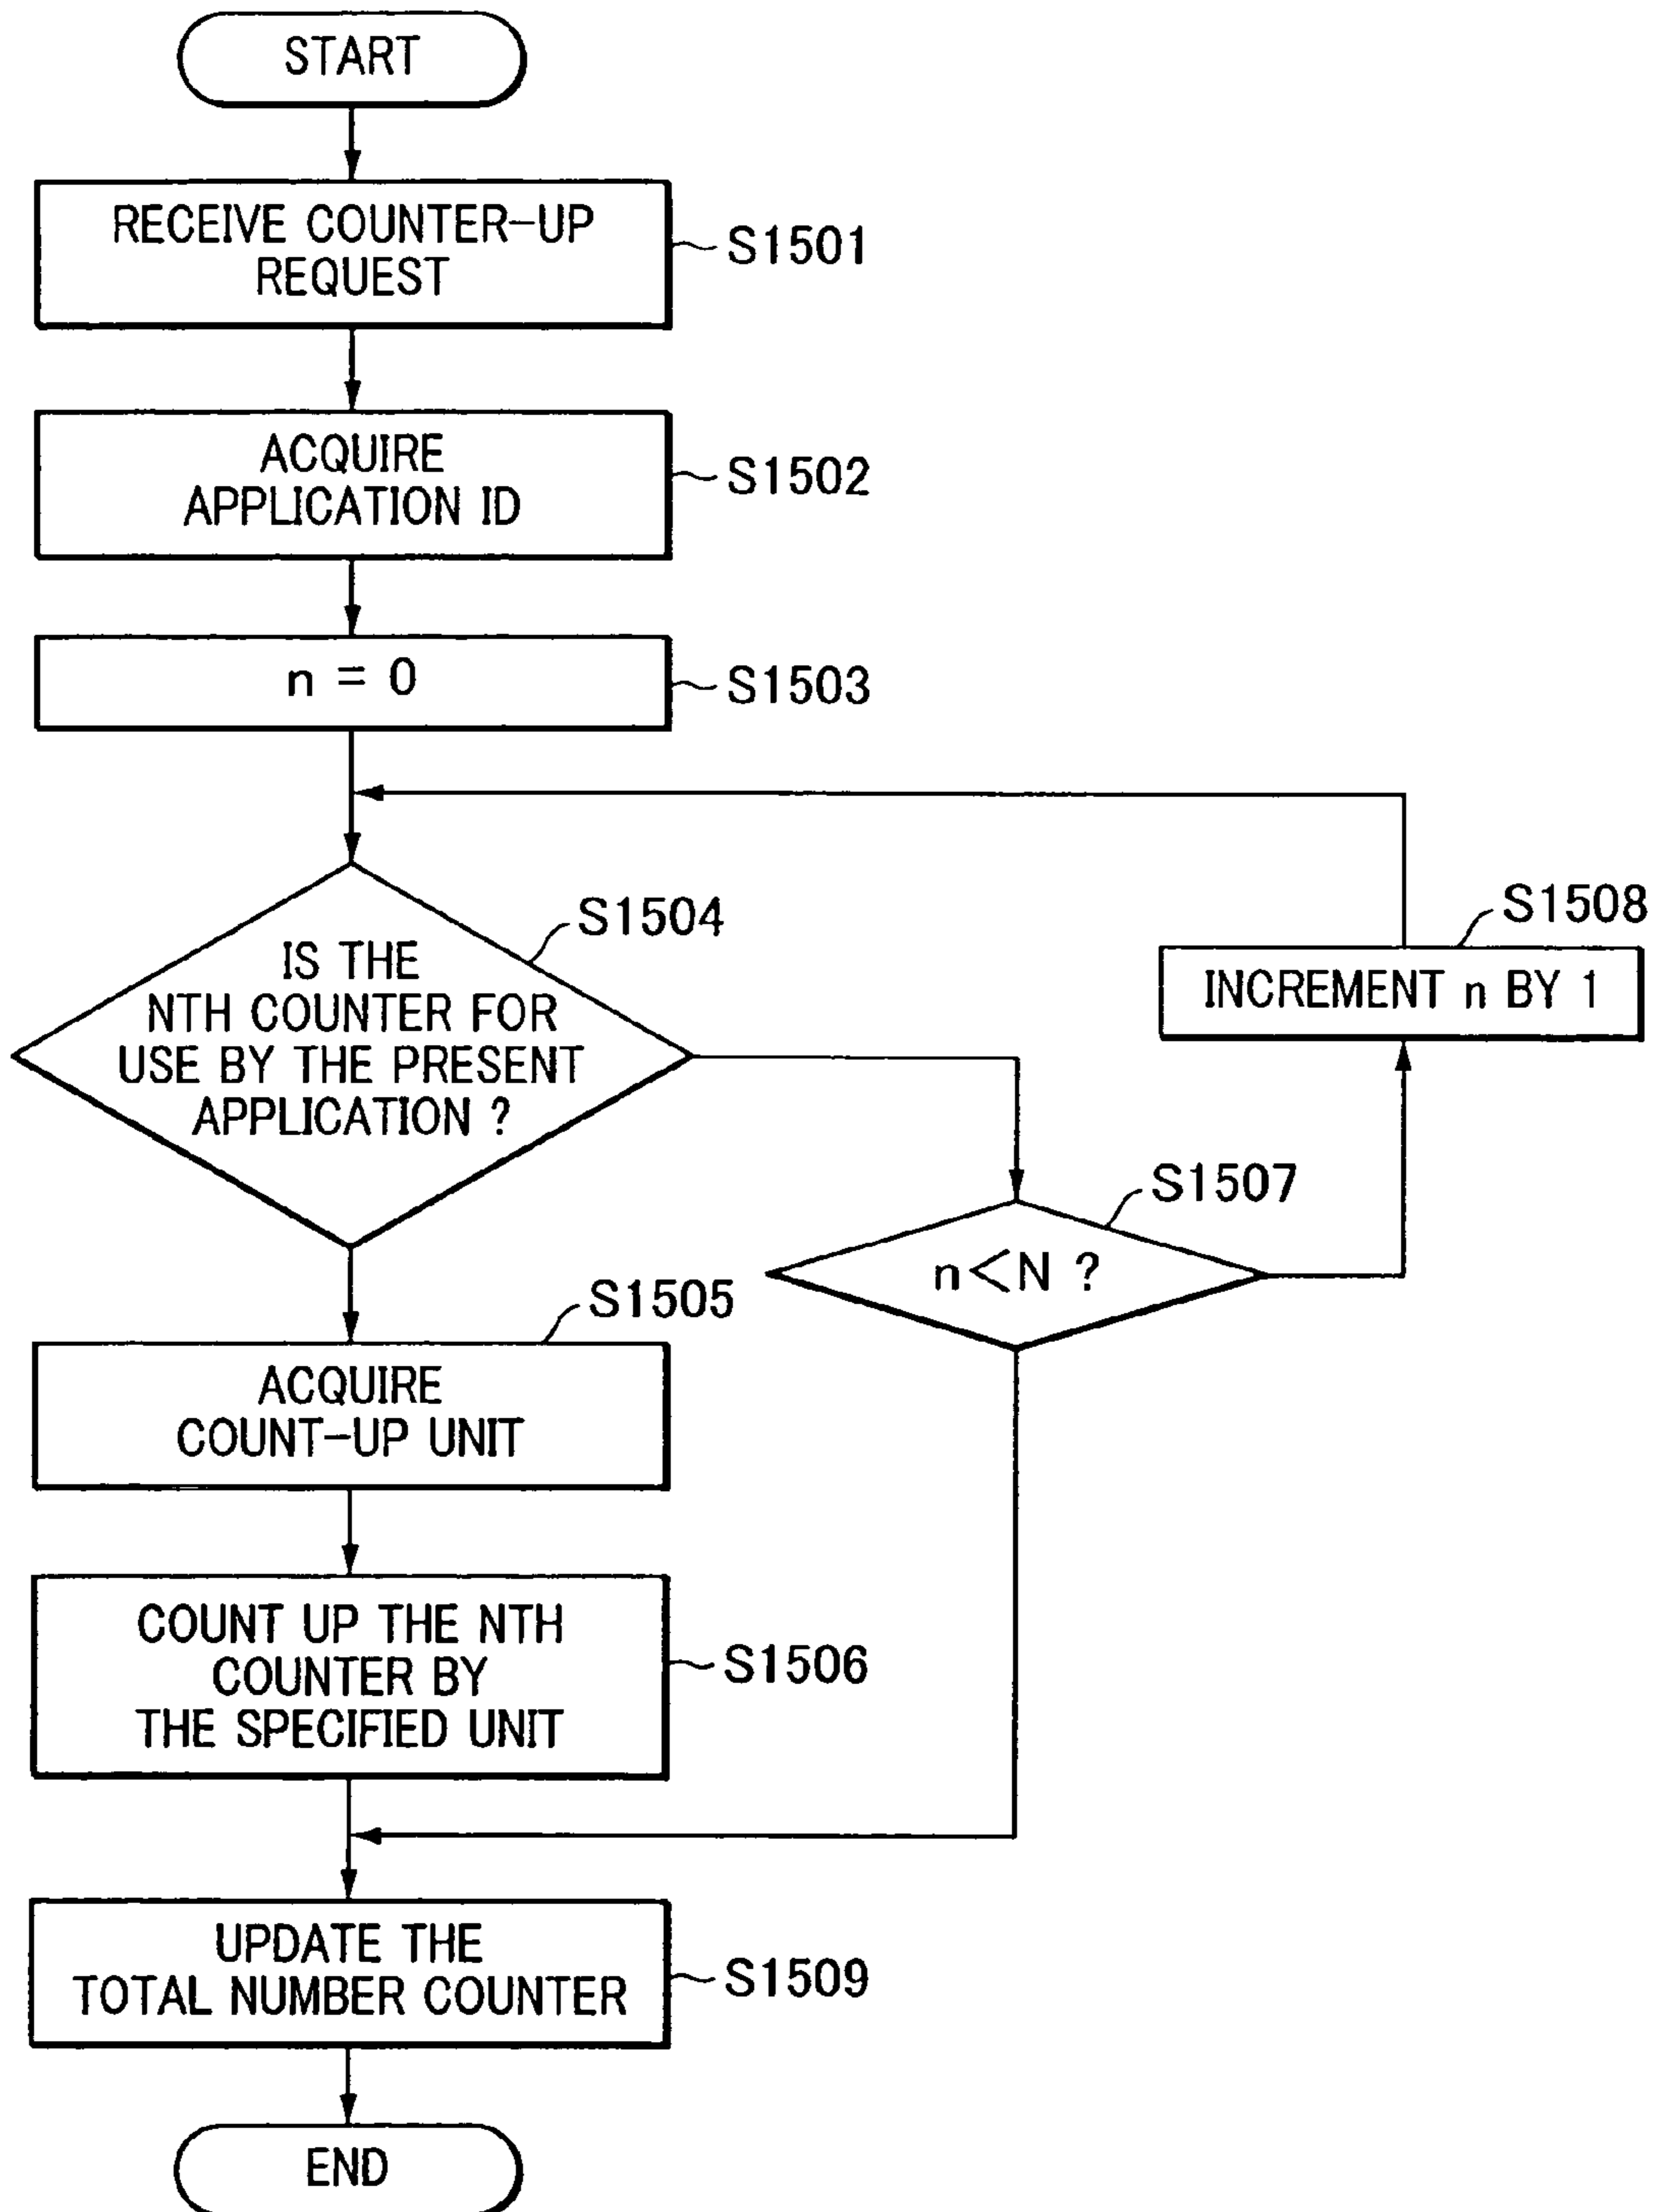 START
RECEIVE COUNTER-UP
REQUEST
S1501
ACQUIRE
APPLICATION ID
S1502
n = 0
S1503
IS THE
NTH COUNTER FOR
USE BY THE PRESENT
APPLICATION ?
S1504
S1508
INCREMENT n BY 1
S1507
n<N ?
S1505
ACQUIRE
COUNT-UP UNIT
COUNT UP THE NTH
COUNTER BY
THE SPECIFIED UNIT
S1506
UPDATE THE
TOTAL NUMBER COUNTER
S1509
END